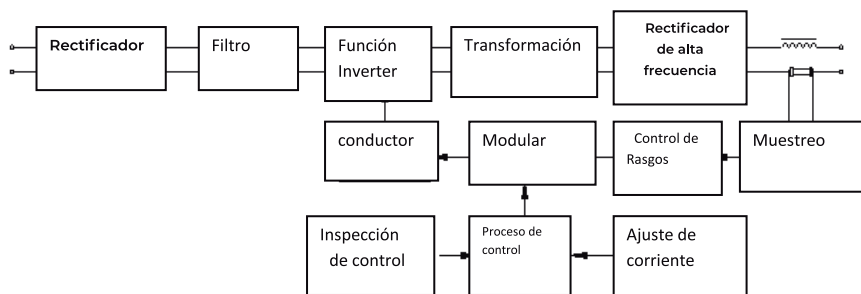 Rectificador
Filtro
Función
Inverter
Transformación
Rectificador
de alta
frecuencia
conductor
Modular
Control de
Rasgos
Muestreo
Inspección
de control
Proceso de
control
Ajuste de
corriente